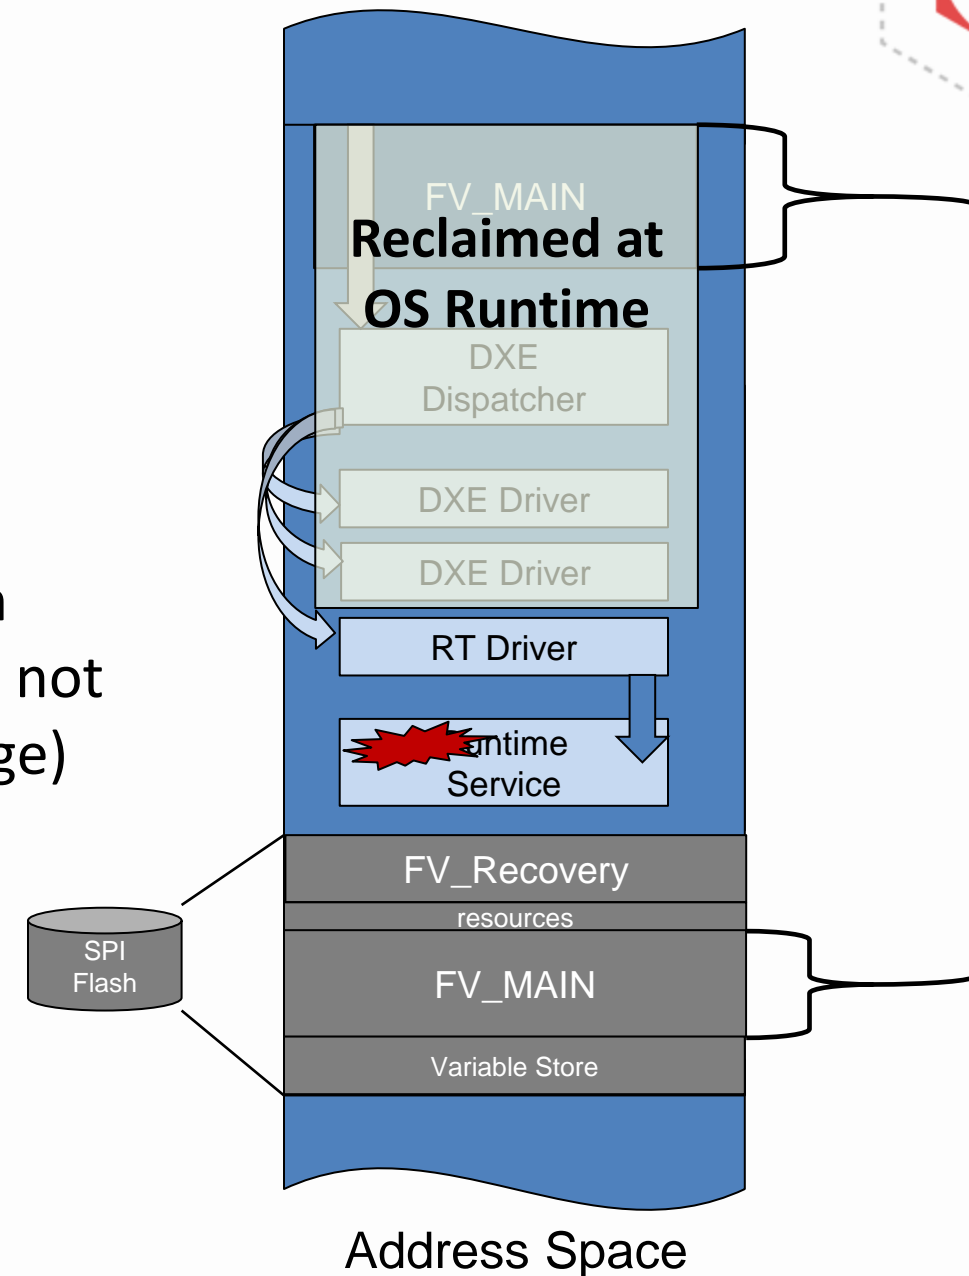 FV_MAIN
Reclaimed at
OS Runtime
DXE
Dispatcher
DXE Driver
DXE Driver
not
RT Driver
ge)
untime
Service
FV_Recovery
resources
SPI
Flash
FV_MAIN
Variable Store
Address Space